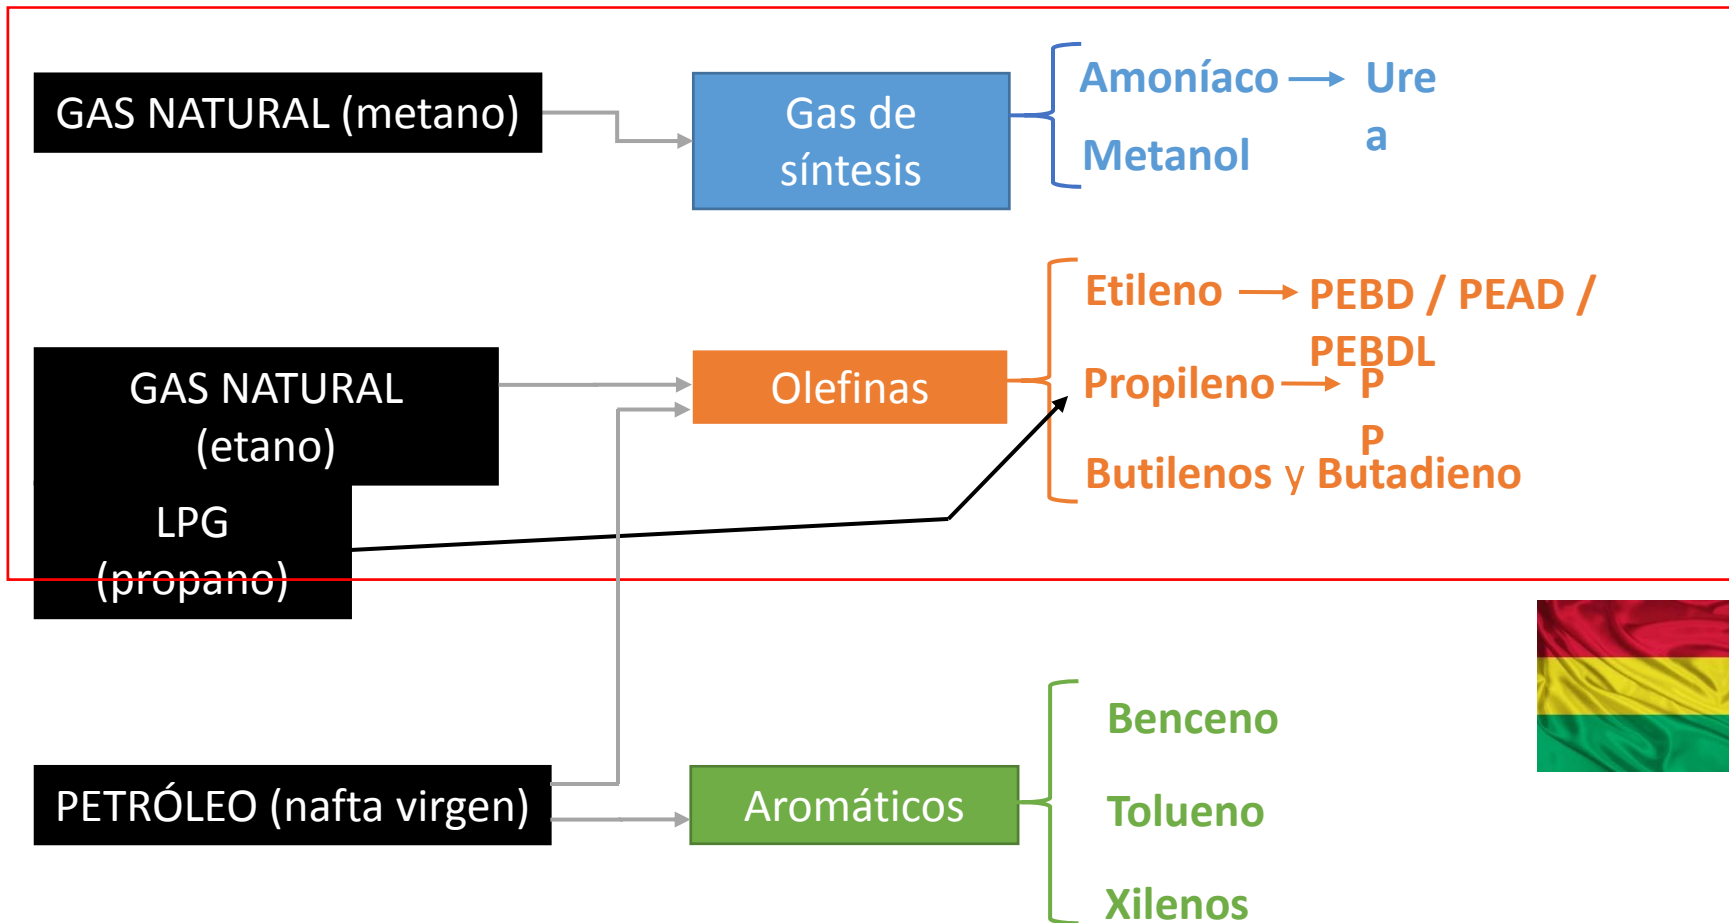 GAS NATURAL (metano)
Gas de
síntesis
Amoníaco
Ure
a
Metanol
GAS NATURAL
(etano)
LPG
(propano)
Olefinas
Etileno
PEBD / PEAD /
PEBDL
Propileno
P
P
Butilenos y Butadieno
PETRÓLEO (nafta virgen)
Aromáticos
Benceno
Tolueno
Xilenos